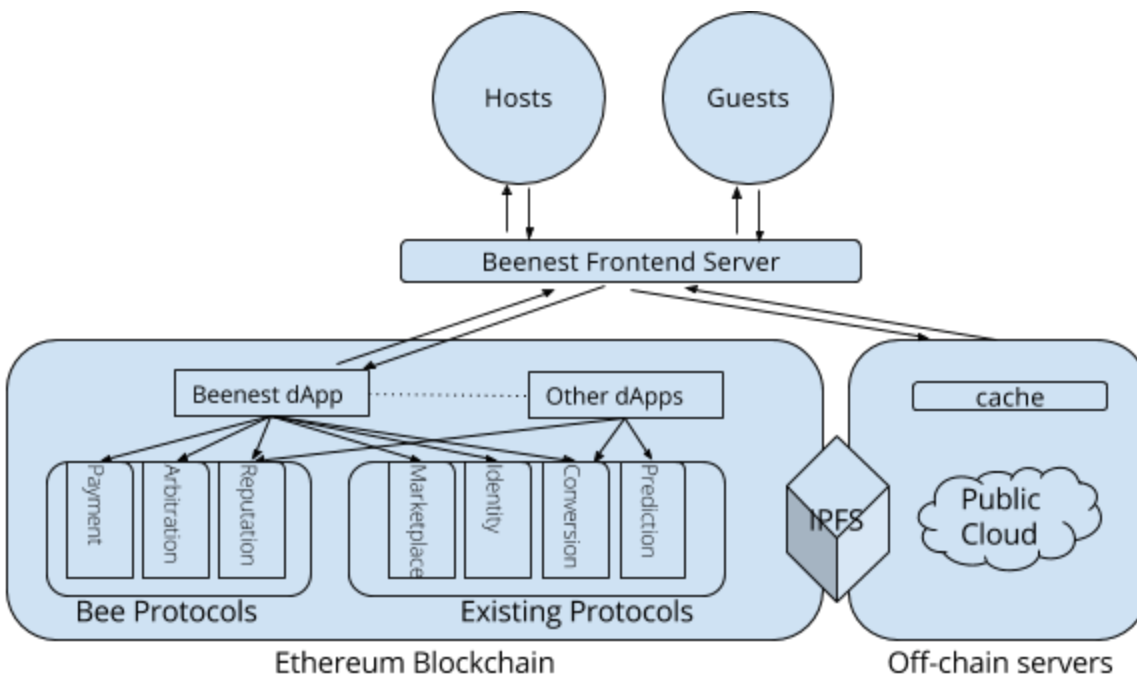 Hosts
Guests
Beenest Frontend Server
Beenest dApp
Other dApps
cache
Payment
Arbitration
Reputation
Marketplace
Identity
Conversion
Prediction
IPFS
Public
Cloud
Bee Protocols
Existing Protocols
Ethereum Blockchain
Off-chain servers